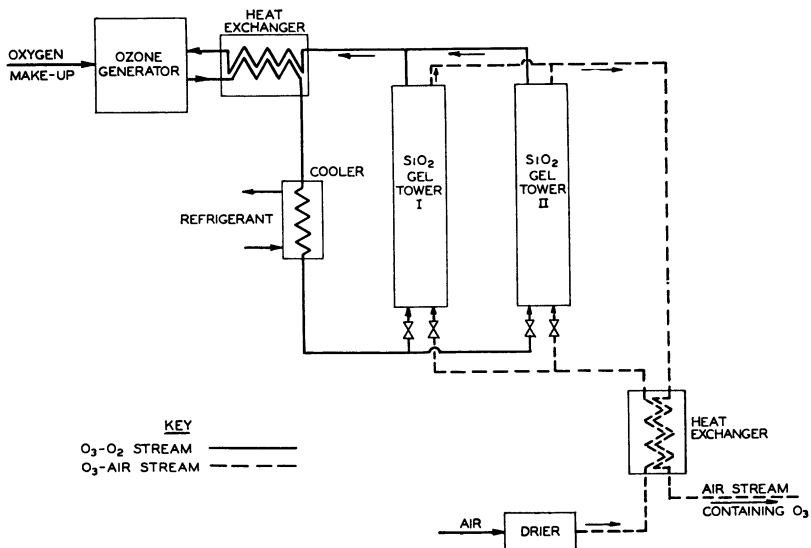 HEAT
EXCHANGER
OXYGEN
MAKE-UP
OZONE
GENERATOR
COOLER
REFRIGERANT
SiO2
GEL
TOWER
I
SiO2
GEL
TOWER
II
HEAT
EXCHANGER
KEY
O3-O2 STREAM
O3-AIR STREAM
AIR STREAM
CONTAINING O3
AIR
DRIER